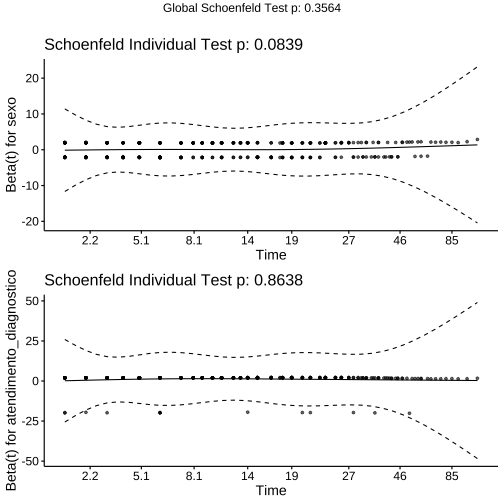 Global Schoenfeld Test p: 0.3564
Schoenfeld Individual Test p: 0.0839
Beta(t) for sexo
20
10
0
-10
-20
2.2 5.1 8.1 14 19 27 46 85
Time
Schoenfeld Individual Test p: 0.8638
Beta(t) for atendimento_diagnostico
50
25
0
-25
-50
2.2 5.1 8.1 14 19 27 46 85
Time